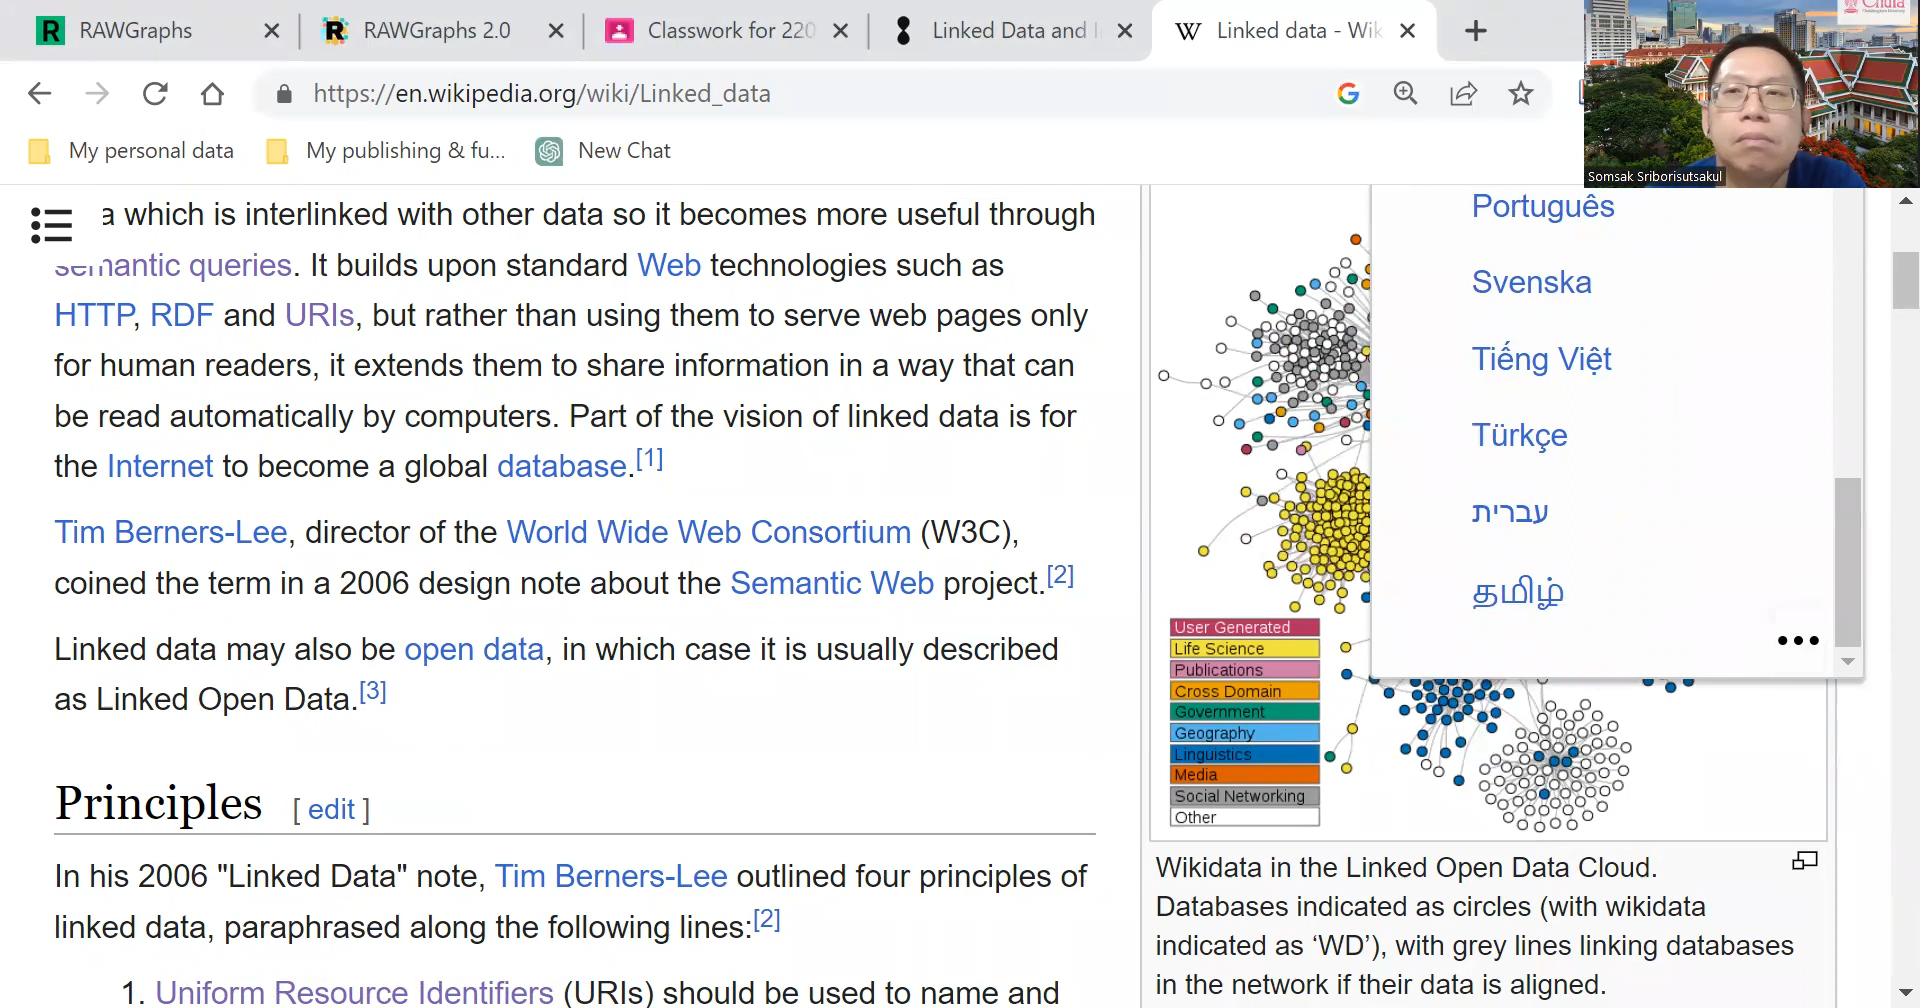 RAWGraphs
RAWGraphs 2.0
Classwork for 220
Linked Data and I
Linked data - Wik
https://en.wikipedia.org/wiki/Linked_data
My personal data
My publishing & fu...
New Chat
Chula
Somsak Sriborisutsakul
a which is interlinked with other data so it becomes more useful through
semantic queries. It builds upon standard Web technologies such as
HTTP, RDF and URIs, but rather than using them to serve web pages only
for human readers, it extends them to share information in a way that can
be read automatically by computers. Part of the vision of linked data is for
the Internet to become a global database.[1]
Tim Berners-Lee, director of the World Wide Web Consortium (W3C),
coined the term in a 2006 design note about the Semantic Web project.[2]
Linked data may also be open data, in which case it is usually described
as Linked Open Data.[3]
Principles [ edit ]
In his 2006 "Linked Data" note, Tim Berners-Lee outlined four principles of
linked data, paraphrased along the following lines:[2]
1. Uniform Resource Identifiers (URIs) should be used to name and
Português
Svenska
Tiếng Việt
Türkçe
עברית
தமிழ்
User Generated
Life Science
Publications
Cross Domain
Government
Geography
Linguistics
Media
Social Networking
Other
Wikidata in the Linked Open Data Cloud.
Databases indicated as circles (with wikidata
indicated as ‘WD’), with grey lines linking databases
in the network if their data is aligned.